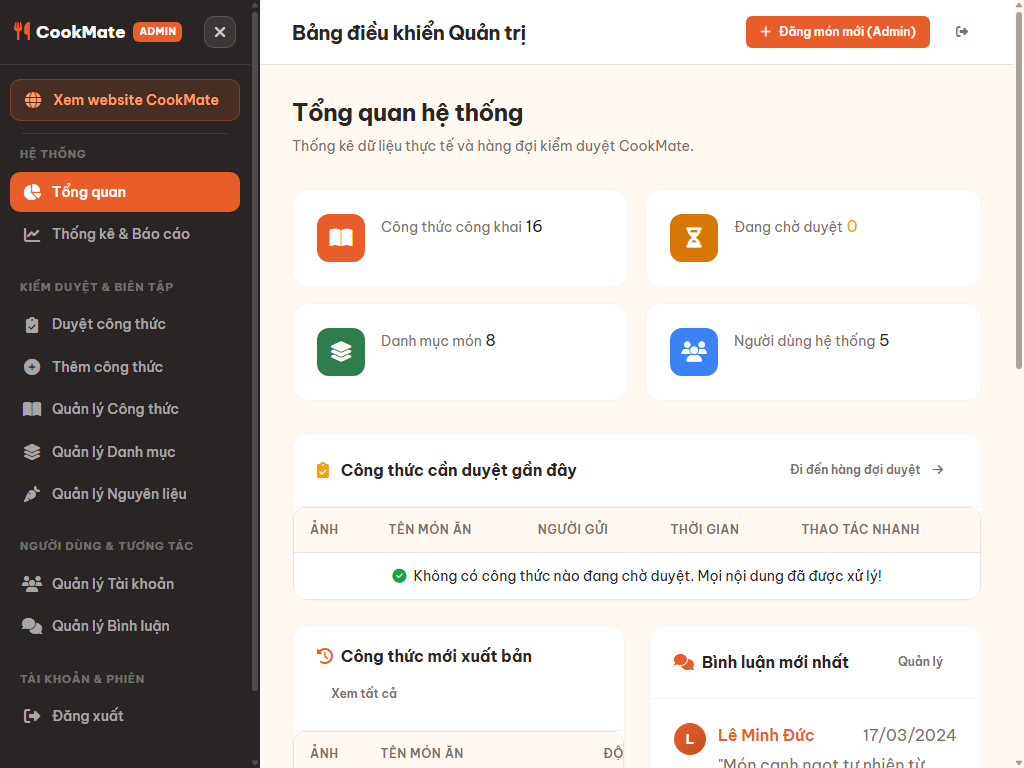 CookMate ADMIN
Xem website CookMate
HỆ THỐNG
Tổng quan
Thống kê & Báo cáo
KIỂM DUYỆT & BIÊN TẬP
Duyệt công thức
Thêm công thức
Quản lý Công thức
Quản lý Danh mục
Quản lý Nguyên liệu
NGƯỜI DÙNG & TƯƠNG TÁC
Quản lý Tài khoản
Quản lý Bình luận
TÀI KHOẢN & PHIÊN
Đăng xuất
Bảng điều khiển Quản trị
Đăng món mới (Admin)
Tổng quan hệ thống
Thống kê dữ liệu thực tế và hàng đợi kiểm duyệt CookMate.
Công thức công khai 16
Đang chờ duyệt 0
Danh mục món 8
Người dùng hệ thống 5
Công thức cần duyệt gần đây
Đi đến hàng đợi duyệt
ẢNH TÊN MÓN ĂN NGƯỜI GỬI THỜI GIAN THAO TÁC NHANH
Không có công thức nào đang chờ duyệt. Mọi nội dung đã được xử lý!
Công thức mới xuất bản
Xem tất cả
ẢNH TÊN MÓN ĂN ĐỘ
Bình luận mới nhất
Quản lý
L
Lê Minh Đức 17/03/2024
"Món canh ngọt tự nhiên từ